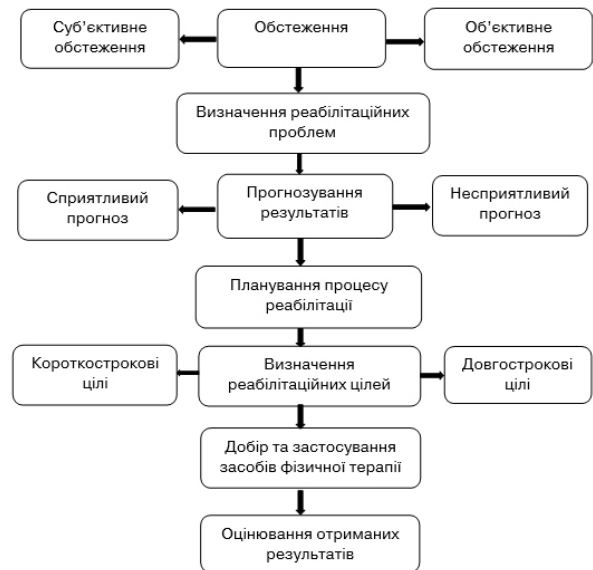 Суб’єктивне
обстеження
Обстеження
Об’єктивне
обстеження
Визначення реабілітаційних
проблем
Сприятливий
прогноз
Прогнозування
результатів
Несприятливий
прогноз
Планування процесу
реабілітації
Короткострокові
цілі
Визначення
реабілітаційних цілей
Довгострокові
цілі
Добір та застосування
засобів фізичної терапії
Оцінювання отриманих
результатів